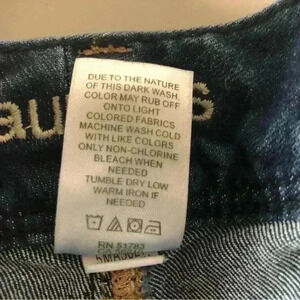 DUE TO THE NATURE
OF THIS DARK WASH,
COLOR MAY RUB OFF
ONTO LIGHT
COLORED FABRICS
MACHINE WASH COLD
WITH LIKE COLORS
ONLY NON-CHLORINE
BLEACH WHEN
NEEDED
TUMBLE DRY LOW
WARM IRON IF
NEEDED
RN 51783